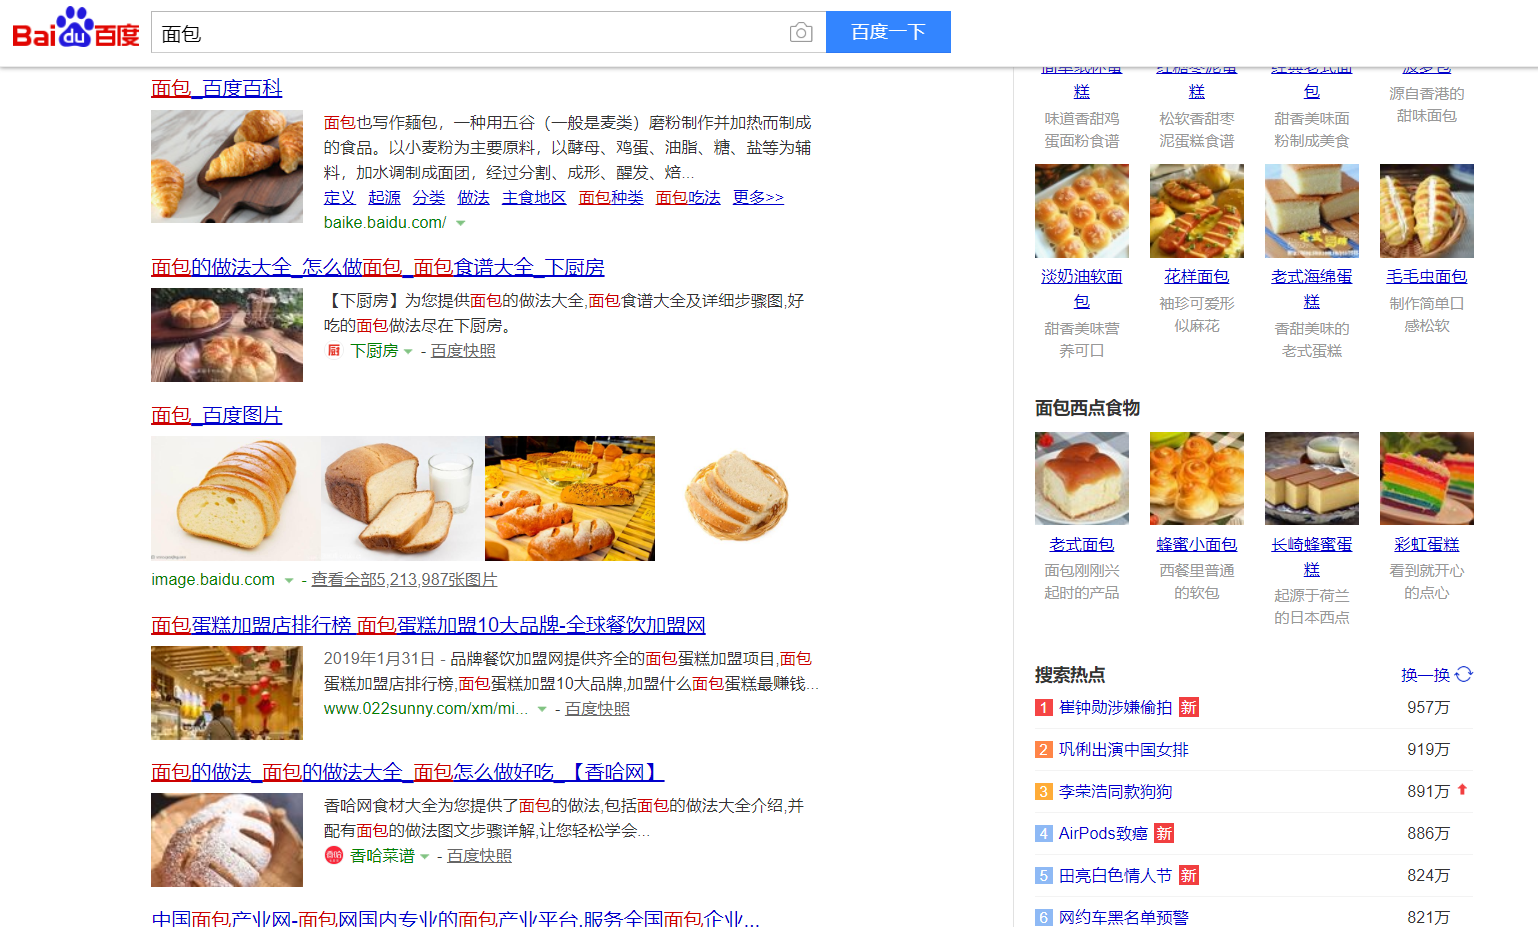 Bai du 百度
面包
百度一下
面包_百度百科
面包也写作麺包，一种用五谷（一般是麦类）磨粉制作并加热而制成
的食品。以小麦粉为主要原料，以酵母、鸡蛋、油脂、糖、盐等为辅
料，加水调制成面团，经过分割、成形、醒发、焙...
定义 起源 分类 做法 主食地区 面包种类 面包吃法 更多>>
baike.baidu.com/
面包的做法大全_怎么做面包_面包食谱大全_下厨房
【下厨房】为您提供面包的做法大全,面包食谱大全及详细步骤图,好
吃的面包做法尽在下厨房。
厨 下厨房 - 百度快照
面包_百度图片
image.baidu.com - 查看全部5,213,987张图片
面包蛋糕加盟店排行榜 面包蛋糕加盟10大品牌-全球餐饮加盟网
2019年1月31日 - 品牌餐饮加盟网提供齐全的面包蛋糕加盟项目,面包
蛋糕加盟店排行榜,面包蛋糕加盟10大品牌,加盟什么面包蛋糕最赚钱...
www.022sunny.com/xm/mi... - 百度快照
面包的做法_面包的做法大全_面包怎么做好吃_【香哈网】
香哈网食材大全为您提供了面包的做法,包括面包的做法大全介绍,并
配有面包的做法图文步骤详解,让您轻松学会...
香哈 香哈菜谱 - 百度快照
中国面包产业网-面包网国内专业的面包产业平台,服务全国面包企业...
简单纸杯蛋
糕
味道香甜鸡
蛋面粉食谱
红糖枣泥蛋
糕
松软香甜枣
泥蛋糕食谱
经典老式面
包
甜香美味面
粉制成美食
菠萝包
源自香港的
甜味面包
淡奶油软面
包
甜香美味营
养可口
花样面包
袖珍可爱形
似麻花
老式海绵蛋
糕
香甜美味的
老式蛋糕
毛毛虫面包
制作简单口
感松软
面包西点食物
老式面包
面包刚刚兴
起时的产品
蜂蜜小面包
西餐里普通
的软包
长崎蜂蜜蛋
糕
起源于荷兰
的日本西点
彩虹蛋糕
看到就开心
的点心
搜索热点 换一换
1 崔钟勋涉嫌偷拍 新 957万
2 巩俐出演中国女排 919万
3 李荣浩同款狗狗 891万
4 AirPods致癌 新 886万
5 田亮白色情人节 新 824万
6 网约车黑名单预警 821万